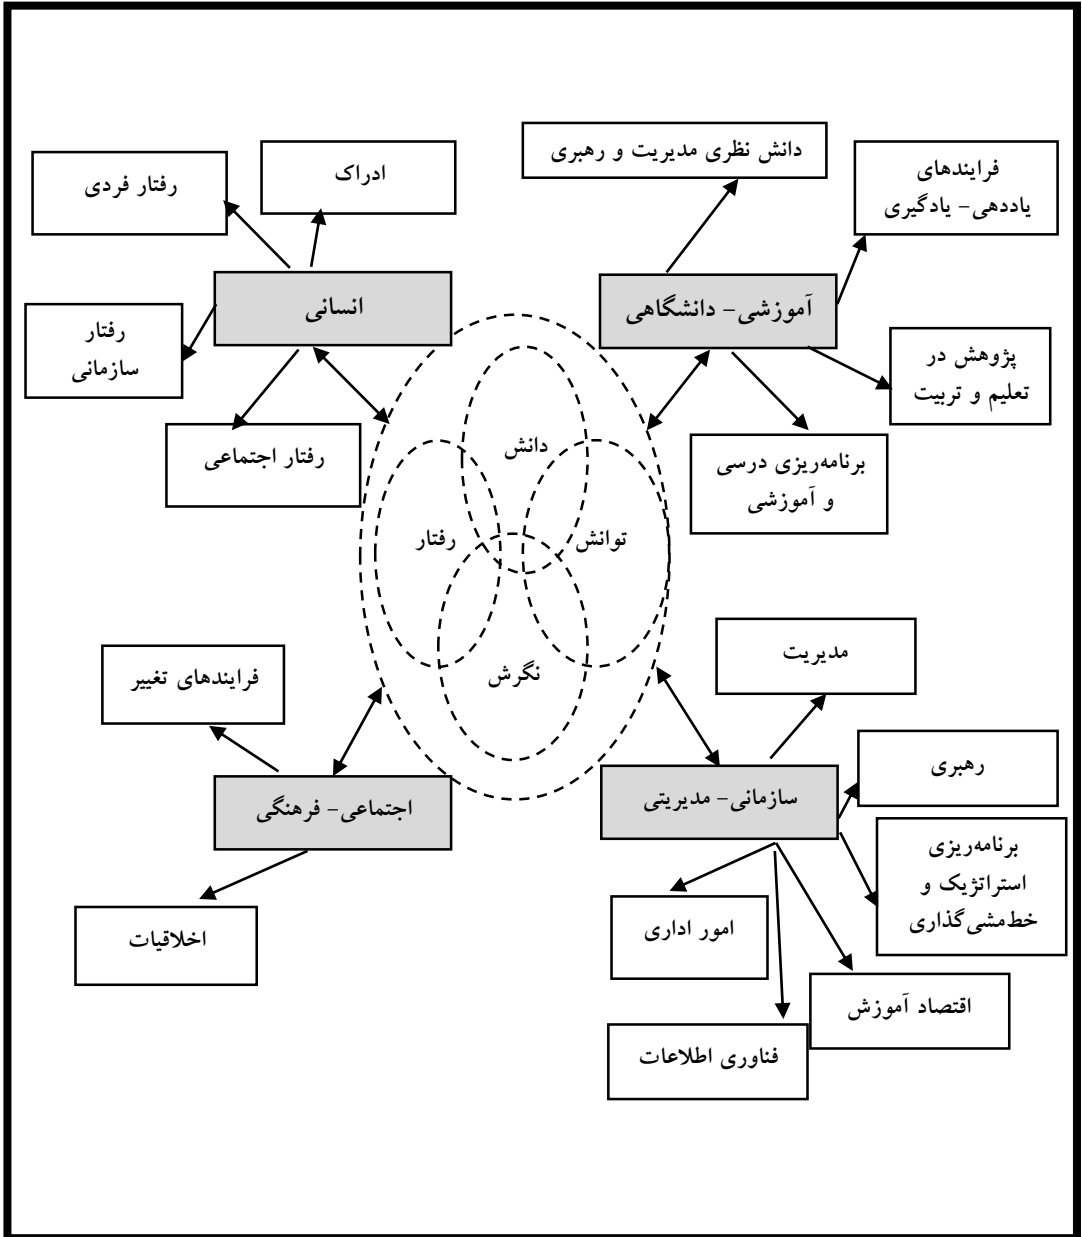 دانش نظری مدیریت و رهبری
فرایندهای
یاددهی- یادگیری
ادراک
رفتار فردی
آموزشی- دانشگاهی
انسانی
رفتار
سازمانی
پژوهش در
تعلیم و تربیت
برنامه‌ریزی درسی
و آموزشی
رفتار اجتماعی
دانش
توانش
رفتار
نگرش
مدیریت
فرایندهای تغییر
رهبری
سازمانی- مدیریتی
اجتماعی- فرهنگی
برنامه‌ریزی
استراتژیک و
خط‌مشی‌گذاری
امور اداری
اخلاقیات
اقتصاد آموزش
فناوری اطلاعات